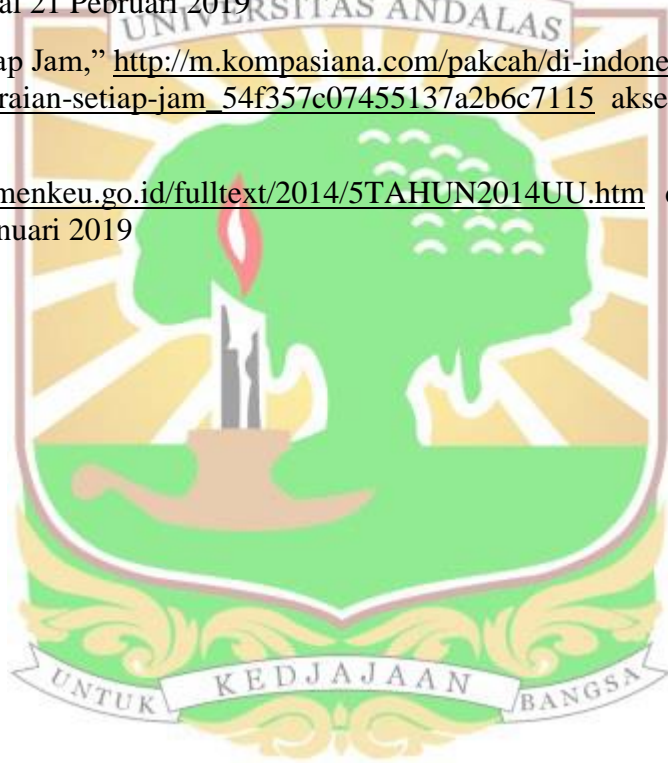 al 21 Pebruari 2019
UNIVERSITAS ANDALAS
ap Jam,” http://m.kompasiana.com/pakcah/di-indone
raian-setiap-jam_54f357c07455137a2b6c7115 akse
menkeu.go.id/fulltext/2014/5TAHUN2014UU.htm
nuari 2019
UNTUK KEDJAJAAN BANGSA